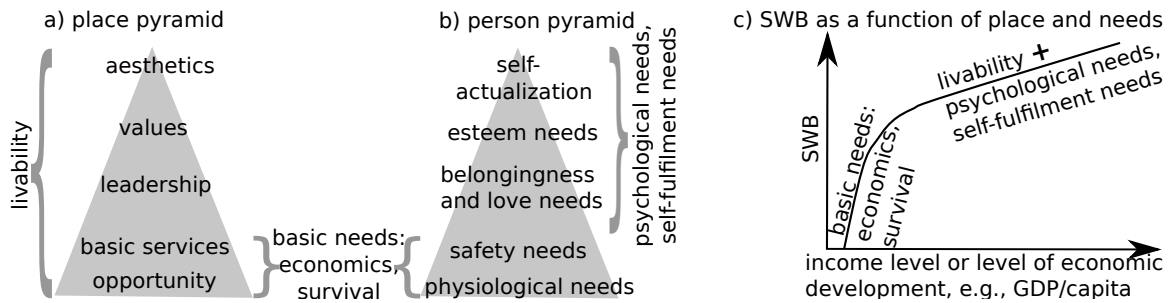 a) place pyramid
livability
aesthetics
values
leadership
basic services
opportunity
basic needs:
economics,
survival
b) person pyramid
self-
actualization
esteem needs
belongingness
and love needs
safety needs
physiological needs
psychological needs,
self-fulfilment needs
c) SWB as a function of place and needs
SWB
basic needs:
economics,
survival
livability +
psychological needs,
self-fulfilment needs
income level or level of economic
development, e.g., GDP/capita